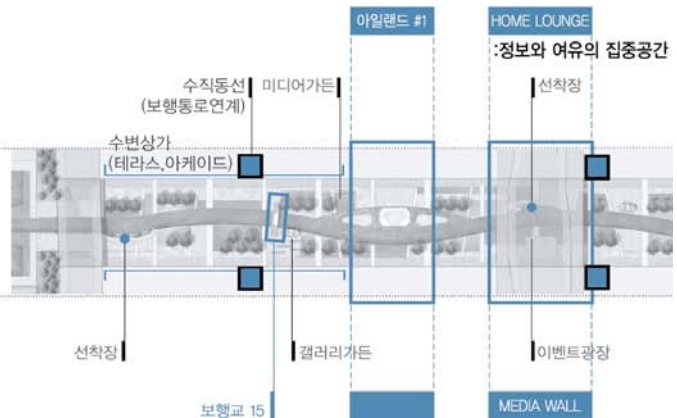 아일랜드 #1
HOME LOUNGE
:정보와 여유의 집중공간
수직동선
(보행통로연계)
미디어가든
선착장
수변상가
(테라스,아케이드)
선착장
갤러리가든
이벤트광장
보행교 15
MEDIA WALL